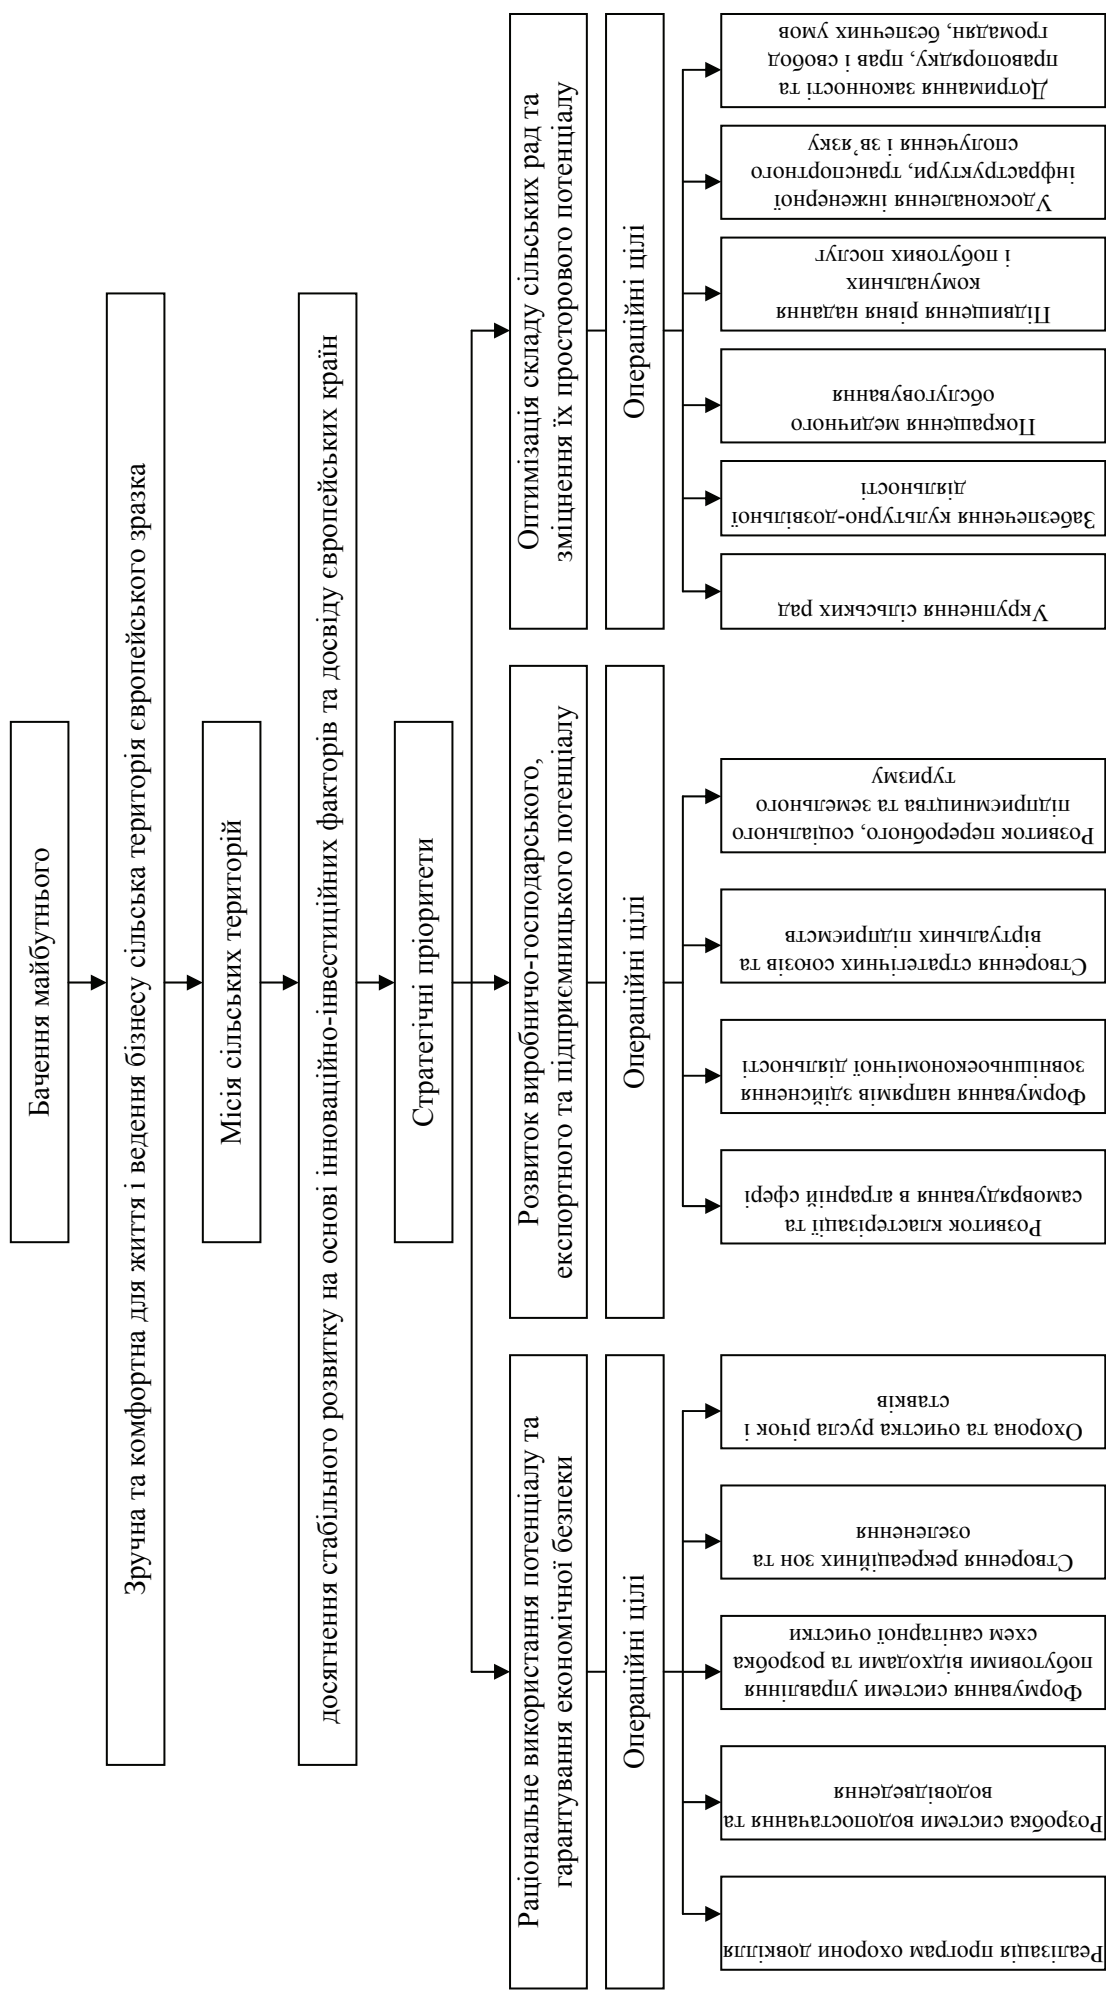 Бачення майбутнього
Зручна та комфортна для життя і ведення бізнесу сільська територія європейського зразка
Місія сільських територій
досягнення стабільного розвитку на основі інноваційно-інвестиційних факторів та досвіду європейських країн
Стратегічні пріоритети
Раціональне використання потенціалу та
гарантування економічної безпеки
Розвиток виробничо-господарського,
експортного та підприємницького потенціалу
Оптимізація складу сільських рад та
зміцнення їх просторового потенціалу
Операційні цілі
Операційні цілі
Операційні цілі
Реалізація програм охорони довкілля
Розробка системи водопостачання та
водовідведення
Формування системи управління
побутовими відходами та розробка
схем санітарної очистки
Створення рекреаційних зон та
озеленення
Охорона та очистка русла річок і
ставків
Розвиток кластерізації та
самоврядування в аграрній сфері
Формування напрямів здійснення
зовнішньоекономічної діяльності
Створення стратегічних союзів та
віртуальних підприємств
Розвиток переробного, соціального
підприємництва та земельного
туризму
Укрупнення сільських рад
Забезпечення культурно-дозвільної
діяльності
Покращення медичного
обслуговування
Підвищення рівня надання
комунальних
і побутових послуг
Удосконалення інженерної
інфраструктури, транспортного
сполучення і зв’язку
Дотримання законності та
правопорядку, прав і свобод
громадян, безпечних умов